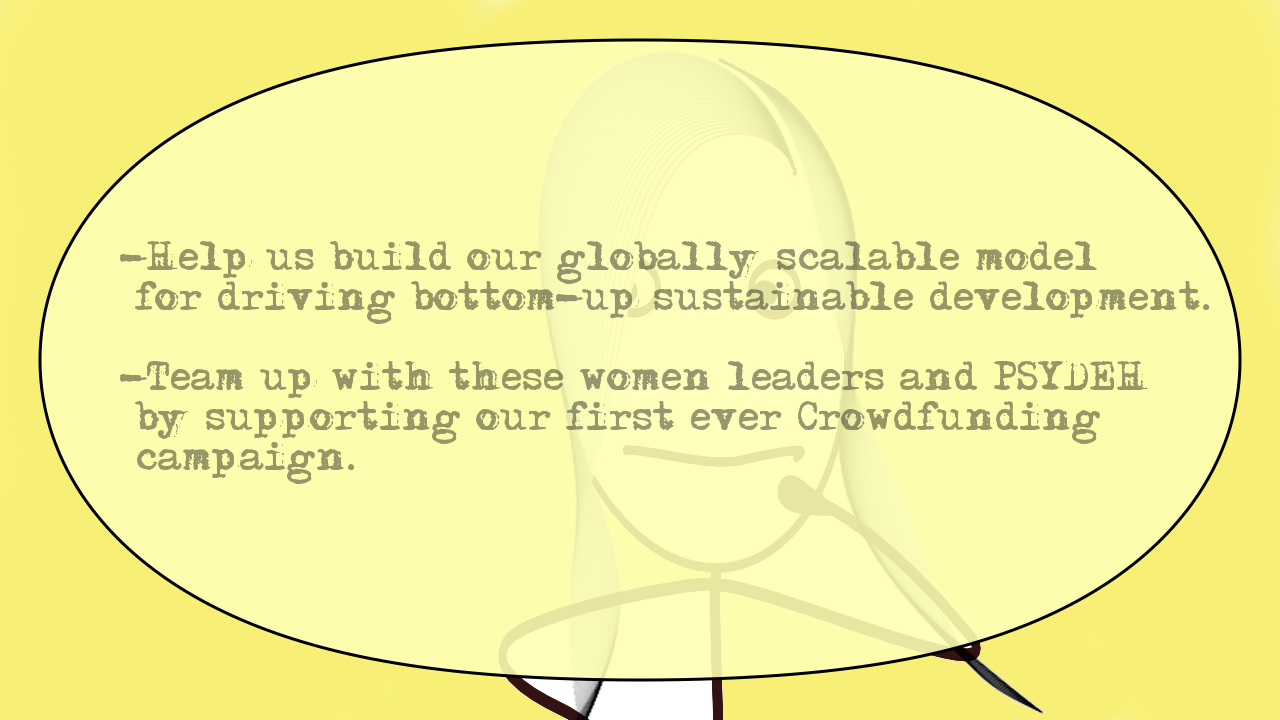 -Help us build our globally scalable model
for driving bottom-up sustainable development.
-Team up with these women leaders and PSYDEH
by supporting our first ever Crowdfunding
campaign.